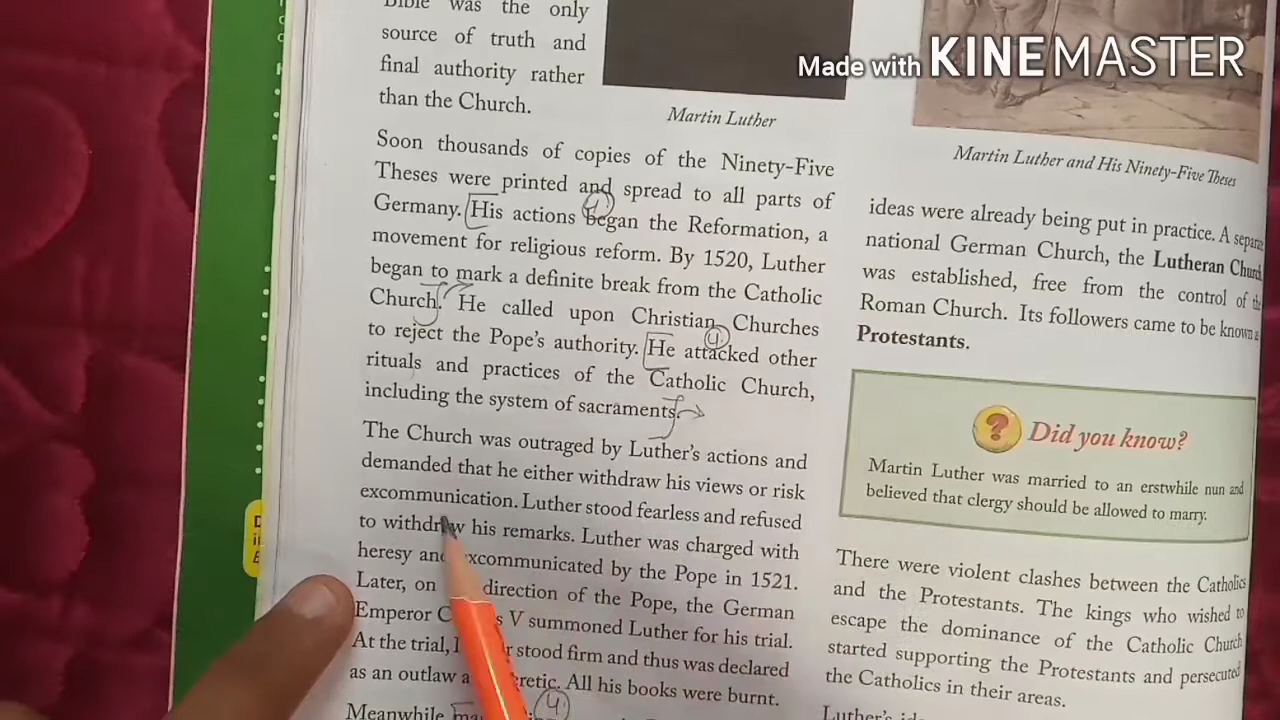 Made with KINEMASTER
Bible was the only
source of truth and
final authority rather
than the Church.
Martin Luther
Soon thousands of copies of the Ninety-Five
Theses were printed and spread to all parts of
Germany. His actions began the Reformation, a
movement for religious reform. By 1520, Luther
began to mark a definite break from the Catholic
Church. He called upon Christian Churches
to reject the Pope's authority. He attacked other
rituals and practices of the Catholic Church,
including the system of sacraments.
The Church was outraged by Luther's actions and
demanded that he either withdraw his views or risk
excommunication. Luther stood fearless and refused
to withdraw his remarks. Luther was charged with
heresy and excommunicated by the Pope in 1521.
Later, on direction of the Pope, the German
Emperor V summoned Luther for his trial.
At the trial, stood firm and thus was declared
as an outlaw All his books were burnt.
Meanwhile
4
4
4
Martin Luther and His Ninety-Five Theses
ideas were already being put in practice. A separate
national German Church, the Lutheran Church
was established, free from the control of the
Roman Church. Its followers came to be known as
Protestants.
? Did you know?
Martin Luther was married to an erstwhile nun and
believed that clergy should be allowed to marry.
There were violent clashes between the Catholics
and the Protestants. The kings who wished to
escape the dominance of the Catholic Church
started supporting the Protestants and persecuted
the Catholics in their areas.
Luther's